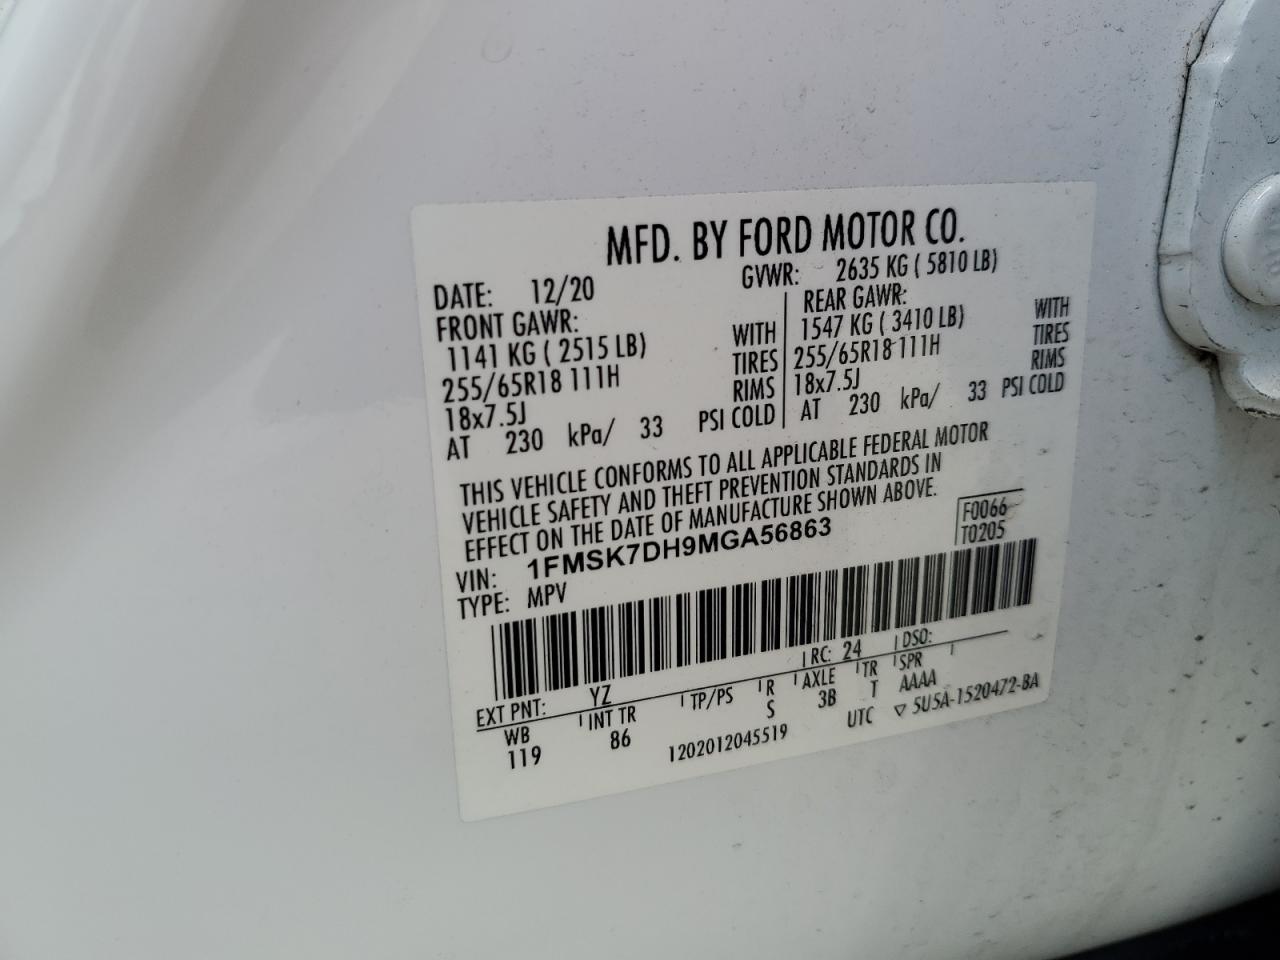 MFD. BY FORD MOTOR CO.
DATE: 12/20 GVWR: 2635 KG ( 5810 LB)
FRONT GAWR: REAR GAWR:
1141 KG ( 2515 LB) WITH 1547 KG ( 3410 LB) WITH
255/65R18 111H TIRES 255/65R18 111H TIRES
18x7.5J RIMS 18x7.5J RIMS
AT 230 kPa/ 33 PSI COLD AT 230 kPa/ 33 PSI COLD
THIS VEHICLE CONFORMS TO ALL APPLICABLE FEDERAL MOTOR
VEHICLE SAFETY AND THEFT PREVENTION STANDARDS IN
EFFECT ON THE DATE OF MANUFACTURE SHOWN ABOVE.
F0066
T0205
VIN: 1FMSK7DH9MGA56863
TYPE: MPV
EXT PNT: YZ RC: 24 DSO:
WB INT TR TP/PS R AXLE TR SPR
119 86 S 3B T AAAA
1202012045519 UTC ▽ 5U5A-1520472-BA